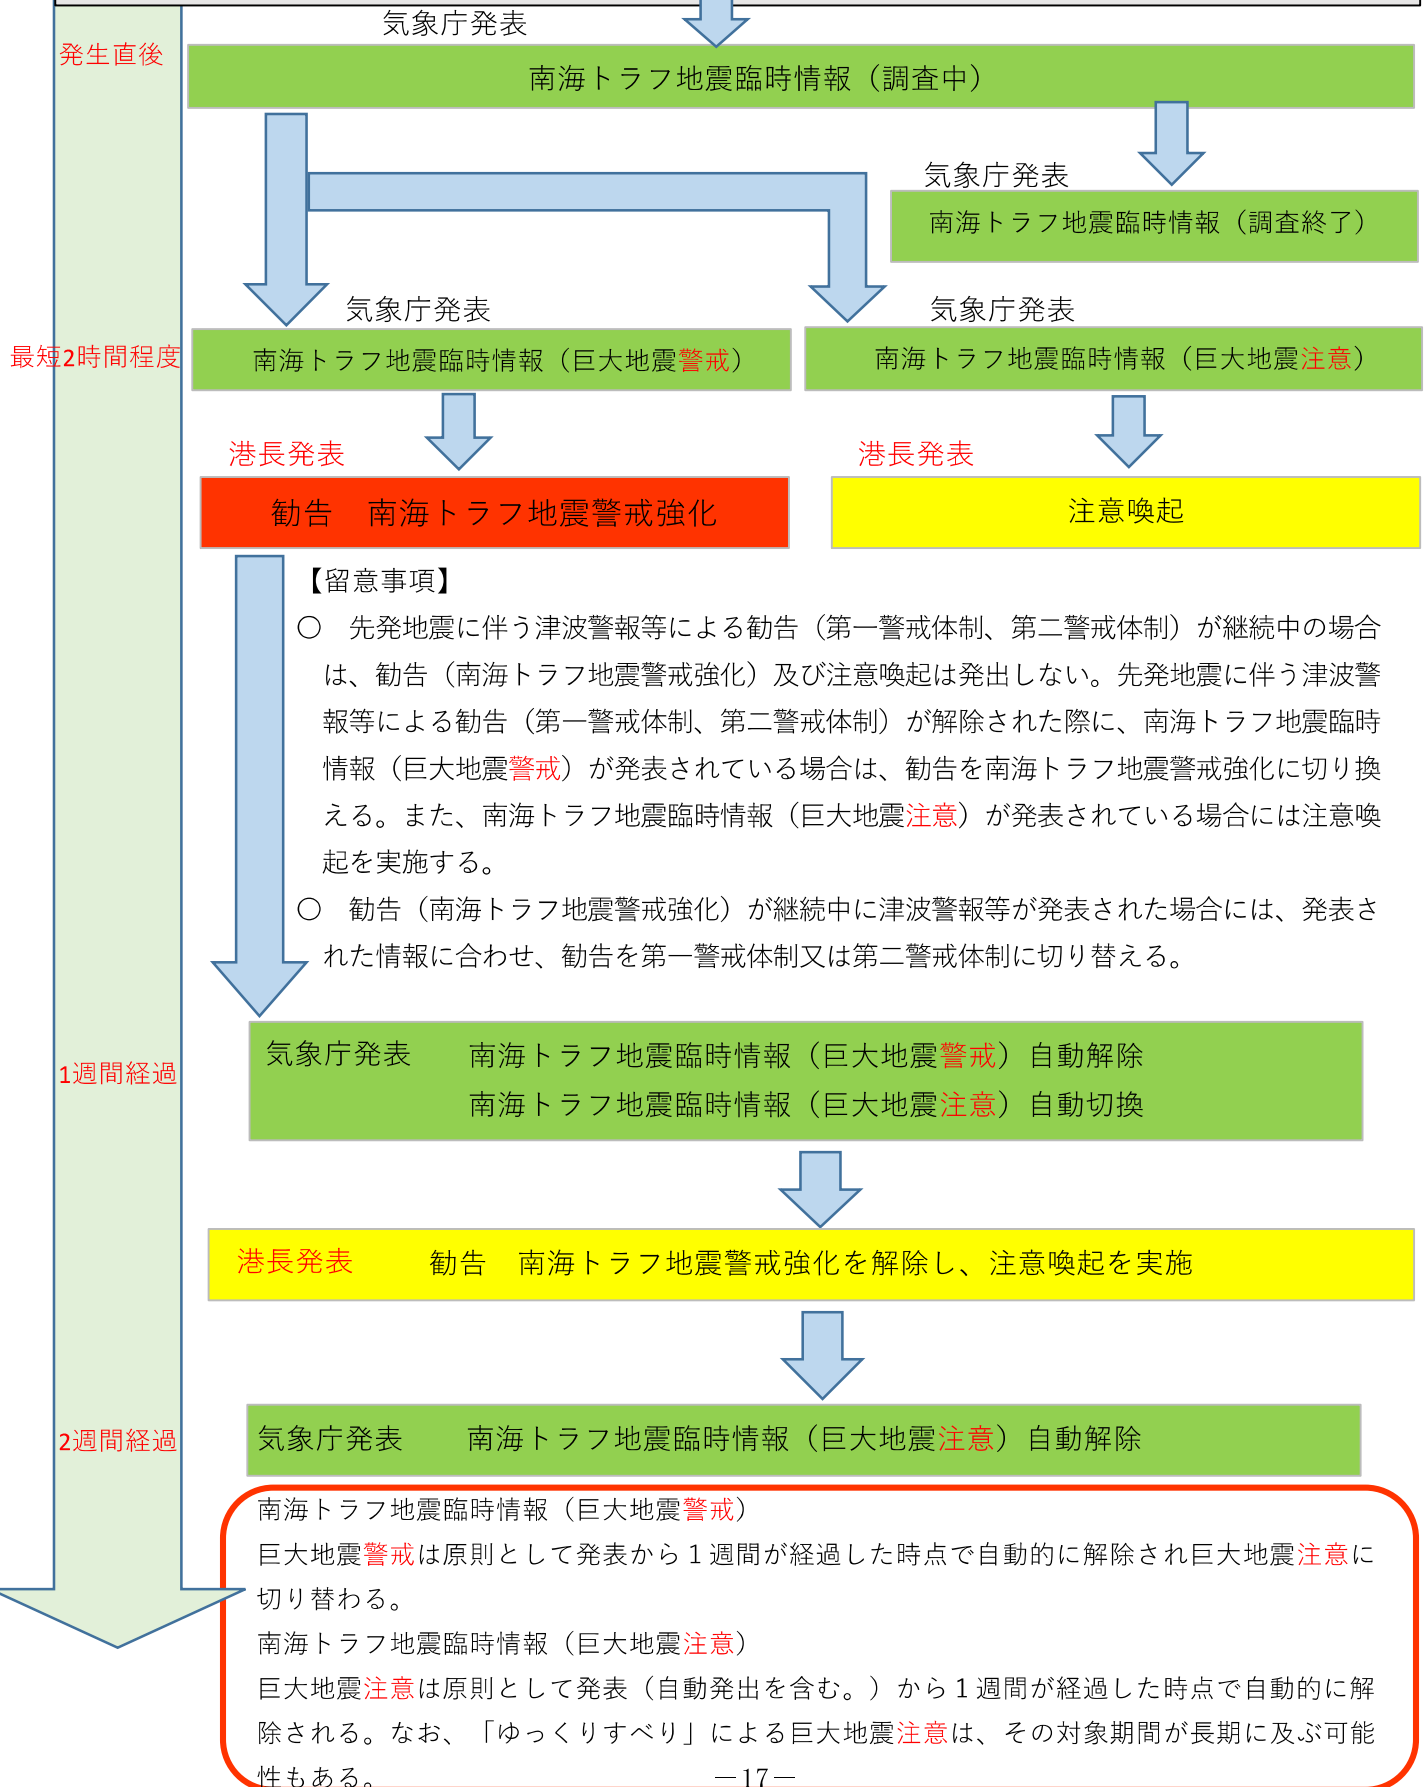 気象庁発表
発生直後
南海トラフ地震臨時情報（調査中）
気象庁発表
南海トラフ地震臨時情報（調査終了）
気象庁発表
気象庁発表
最短2時間程度
南海トラフ地震臨時情報（巨大地震警戒）
南海トラフ地震臨時情報（巨大地震注意）
港長発表
港長発表
勧告　南海トラフ地震警戒強化
注意喚起
【留意事項】
〇　先発地震に伴う津波警報等による勧告（第一警戒体制、第二警戒体制）が継続中の場合
は、勧告（南海トラフ地震警戒強化）及び注意喚起は発出しない。先発地震に伴う津波警
報等による勧告（第一警戒体制、第二警戒体制）が解除された際に、南海トラフ地震臨時
情報（巨大地震警戒）が発表されている場合は、勧告を南海トラフ地震警戒強化に切り換
える。また、南海トラフ地震臨時情報（巨大地震注意）が発表されている場合には注意喚
起を実施する。
〇　勧告（南海トラフ地震警戒強化）が継続中に津波警報等が発表された場合には、発表さ
れた情報に合わせ、勧告を第一警戒体制又は第二警戒体制に切り替える。
気象庁発表　南海トラフ地震臨時情報（巨大地震警戒）自動解除
1週間経過
南海トラフ地震臨時情報（巨大地震注意）自動切換
港長発表　勧告　南海トラフ地震警戒強化を解除し、注意喚起を実施
2週間経過
気象庁発表　南海トラフ地震臨時情報（巨大地震注意）自動解除
南海トラフ地震臨時情報（巨大地震警戒）
巨大地震警戒は原則として発表から１週間が経過した時点で自動的に解除され巨大地震注意に
切り替わる。
南海トラフ地震臨時情報（巨大地震注意）
巨大地震注意は原則として発表（自動発出を含む。）から１週間が経過した時点で自動的に解
除される。なお、「ゆっくりすべり」による巨大地震注意は、その対象期間が長期に及ぶ可能
性もある。
－17－